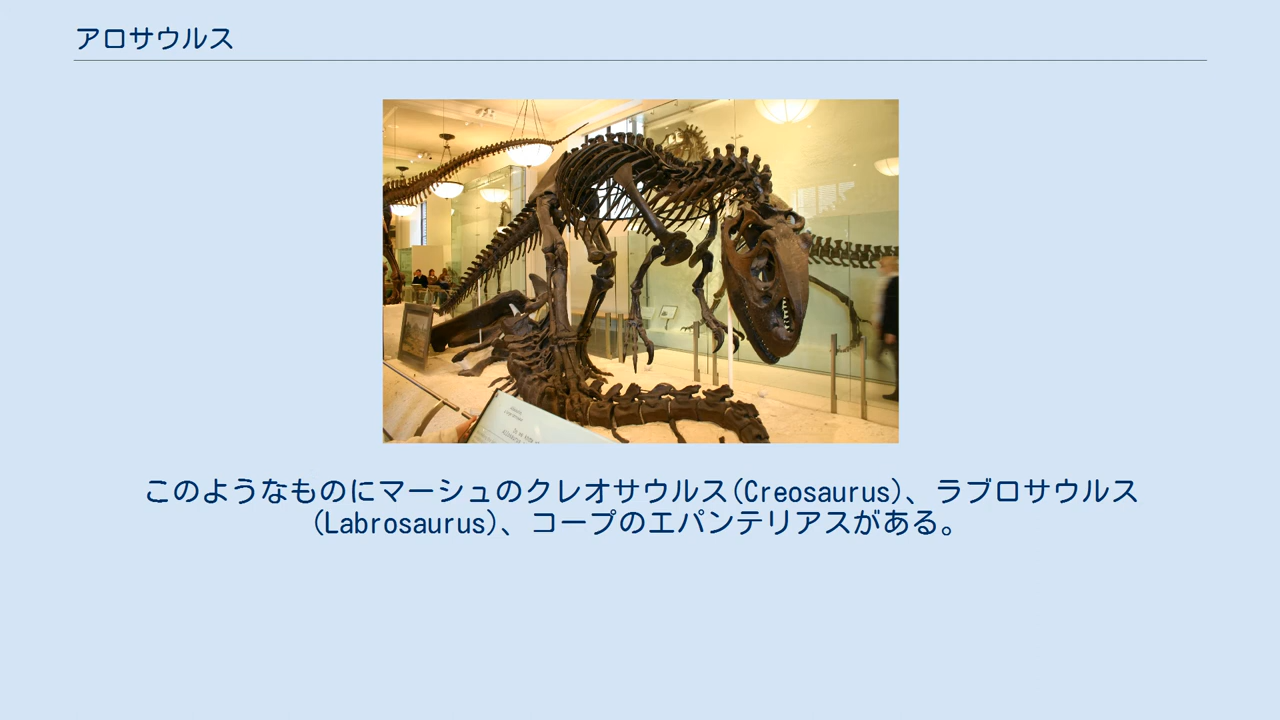 アロサウルス
このようなものにマーシュのクレオサウルス(Creosaurus)、ラブロサウルス
(Labrosaurus)、コープのエパンテリアスがある。